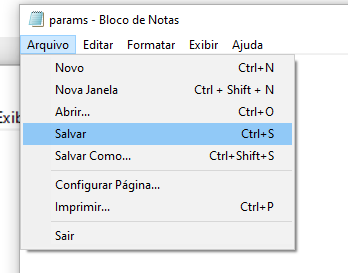 params - Bloco de Notas
Arquivo Editar Formatar Exibir Ajuda
Novo Ctrl+N
Nova Janela Ctrl + Shift + N
Abrir... Ctrl+O
Salvar Ctrl+S
Salvar Como... Ctrl+Shift+S
Configurar Página...
Imprimir... Ctrl+P
Sair
Exib